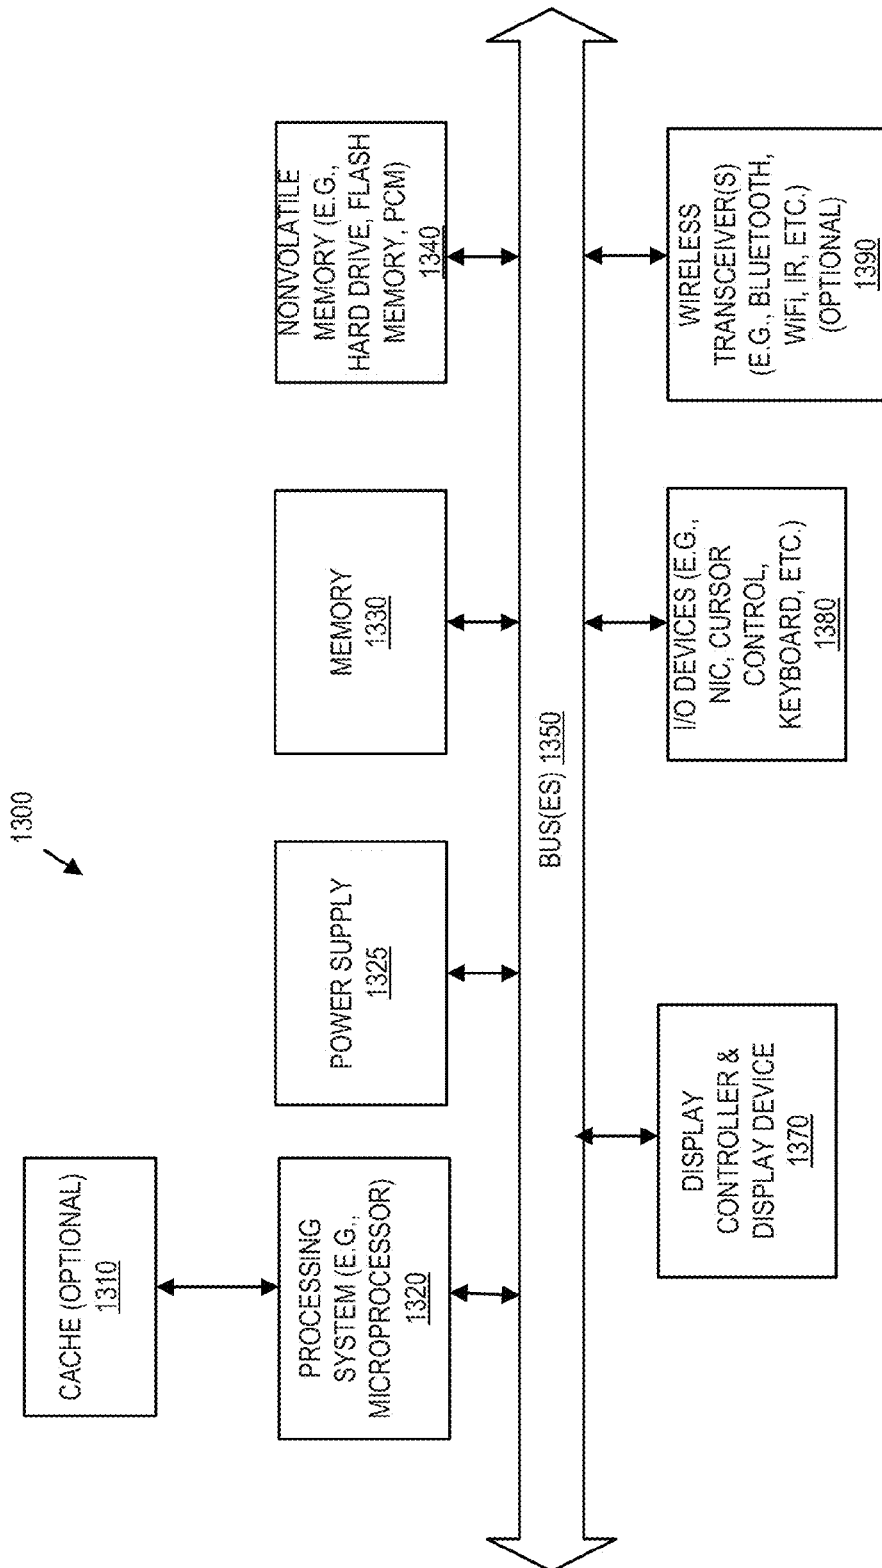 1300
CACHE (OPTIONAL)
1310
PROCESSING
SYSTEM (E.G.,
MICROPROCESSOR)
1320
POWER SUPPLY
1325
MEMORY
1330
NONVOLATILE
MEMORY (E.G.,
HARD DRIVE, FLASH
MEMORY, PCM)
1340
BUS(ES) 1350
DISPLAY
CONTROLLER &
DISPLAY DEVICE
1370
I/O DEVICES (E.G.,
NIC, CURSOR
CONTROL,
KEYBOARD, ETC.)
1380
WIRELESS
TRANSCEIVER(S)
(E.G., BLUETOOTH,
WiFi, IR, ETC.)
(OPTIONAL)
1390